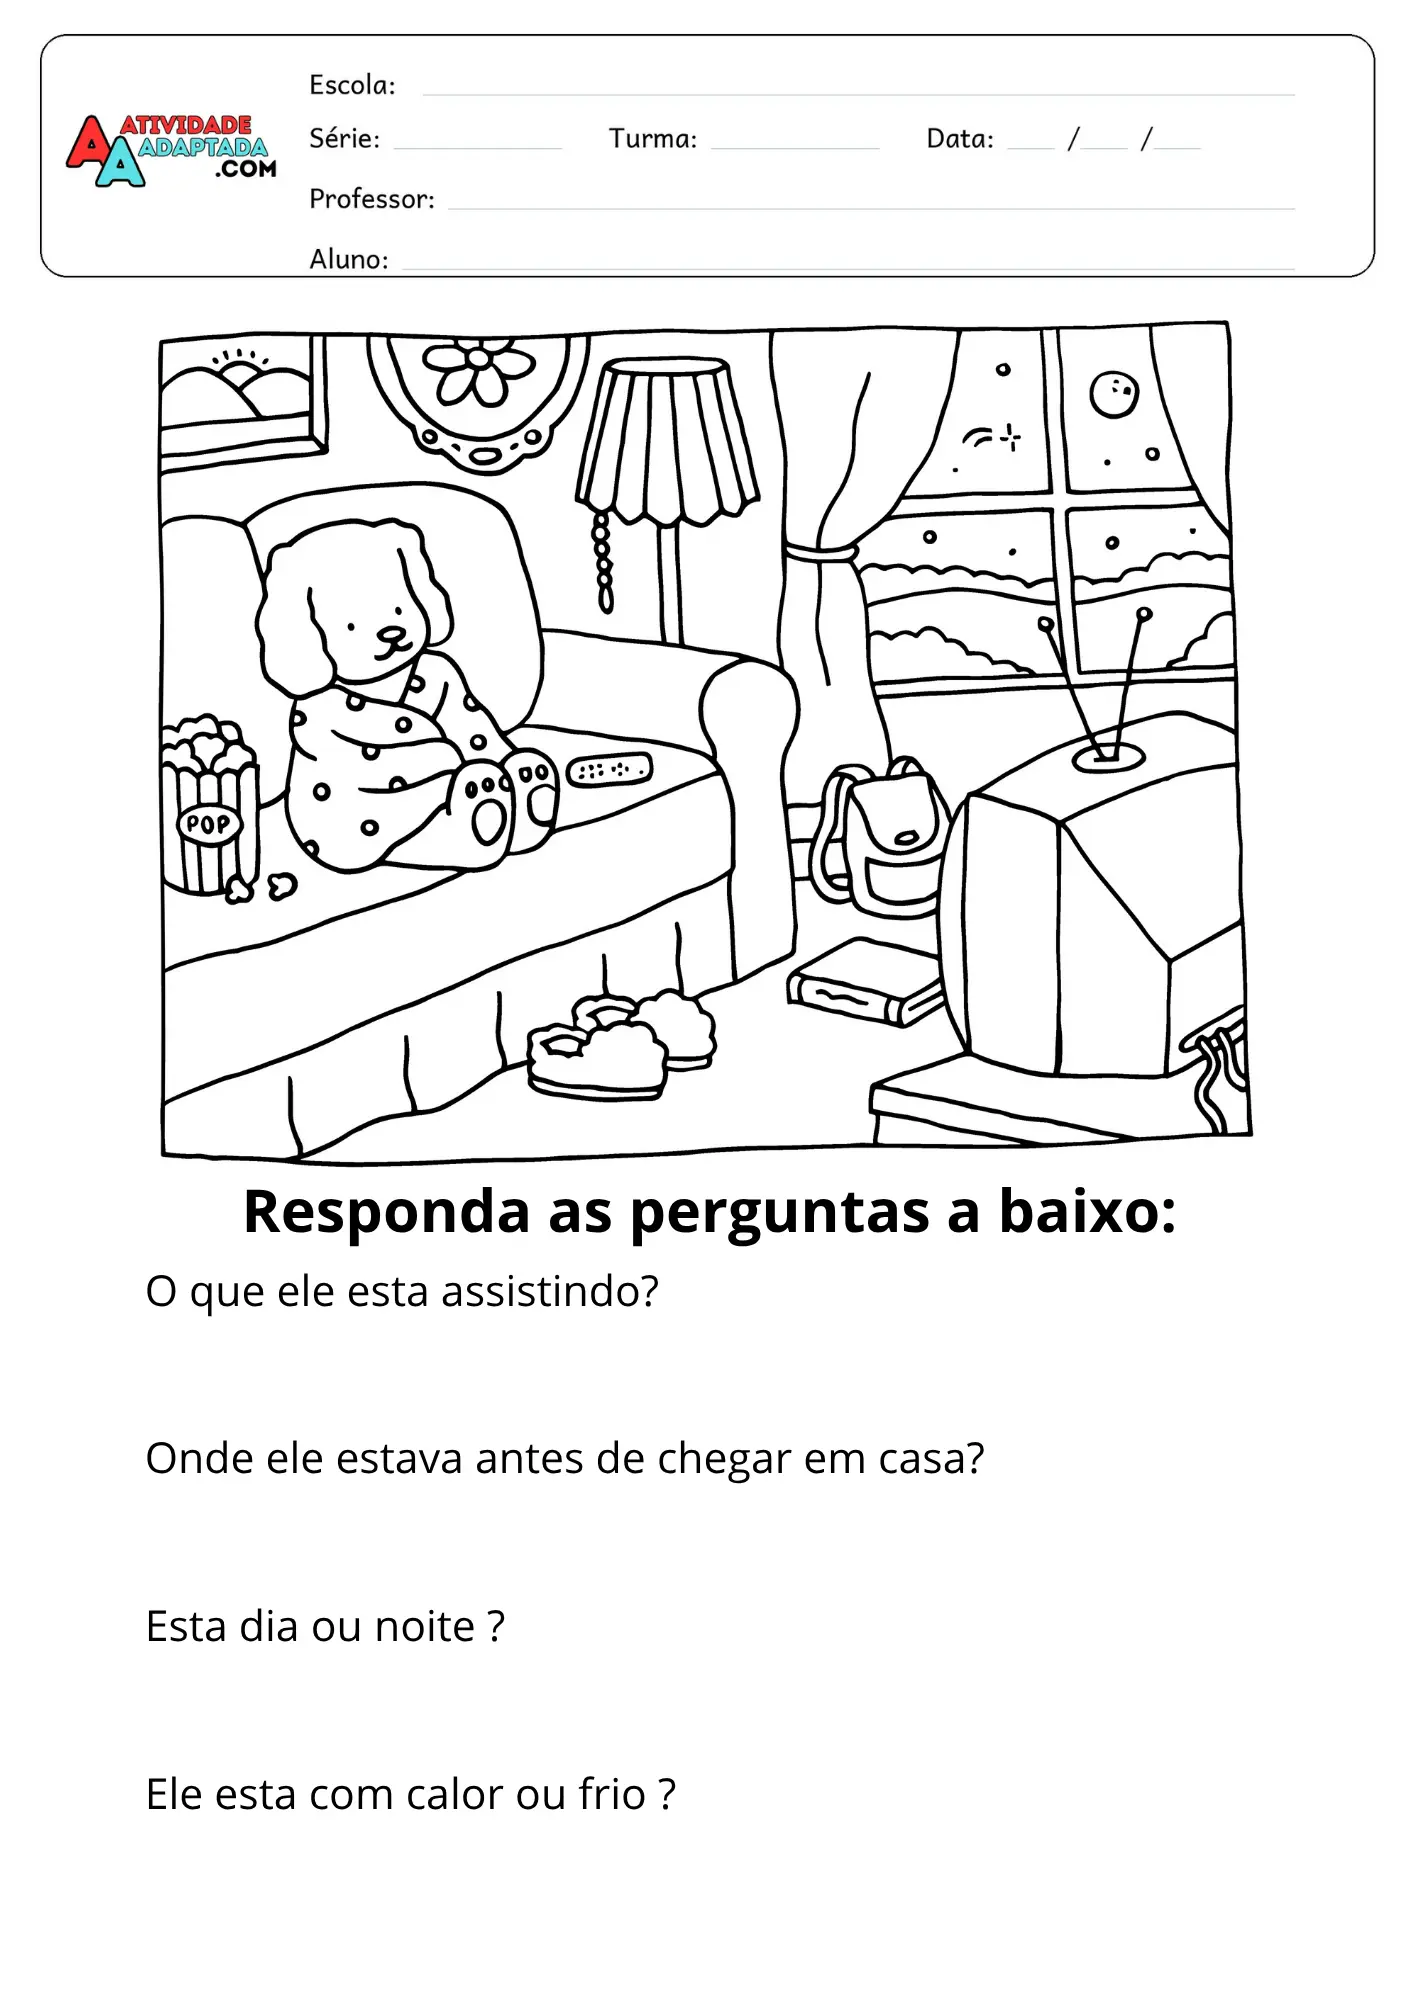 ATIVIDADE
ADAPTADA
.COM
Escola:
Série: Turma: Data: / /
Professor:
Aluno:
POP
Responda as perguntas a baixo:
O que ele esta assistindo?
Onde ele estava antes de chegar em casa?
Esta dia ou noite ?
Ele esta com calor ou frio ?